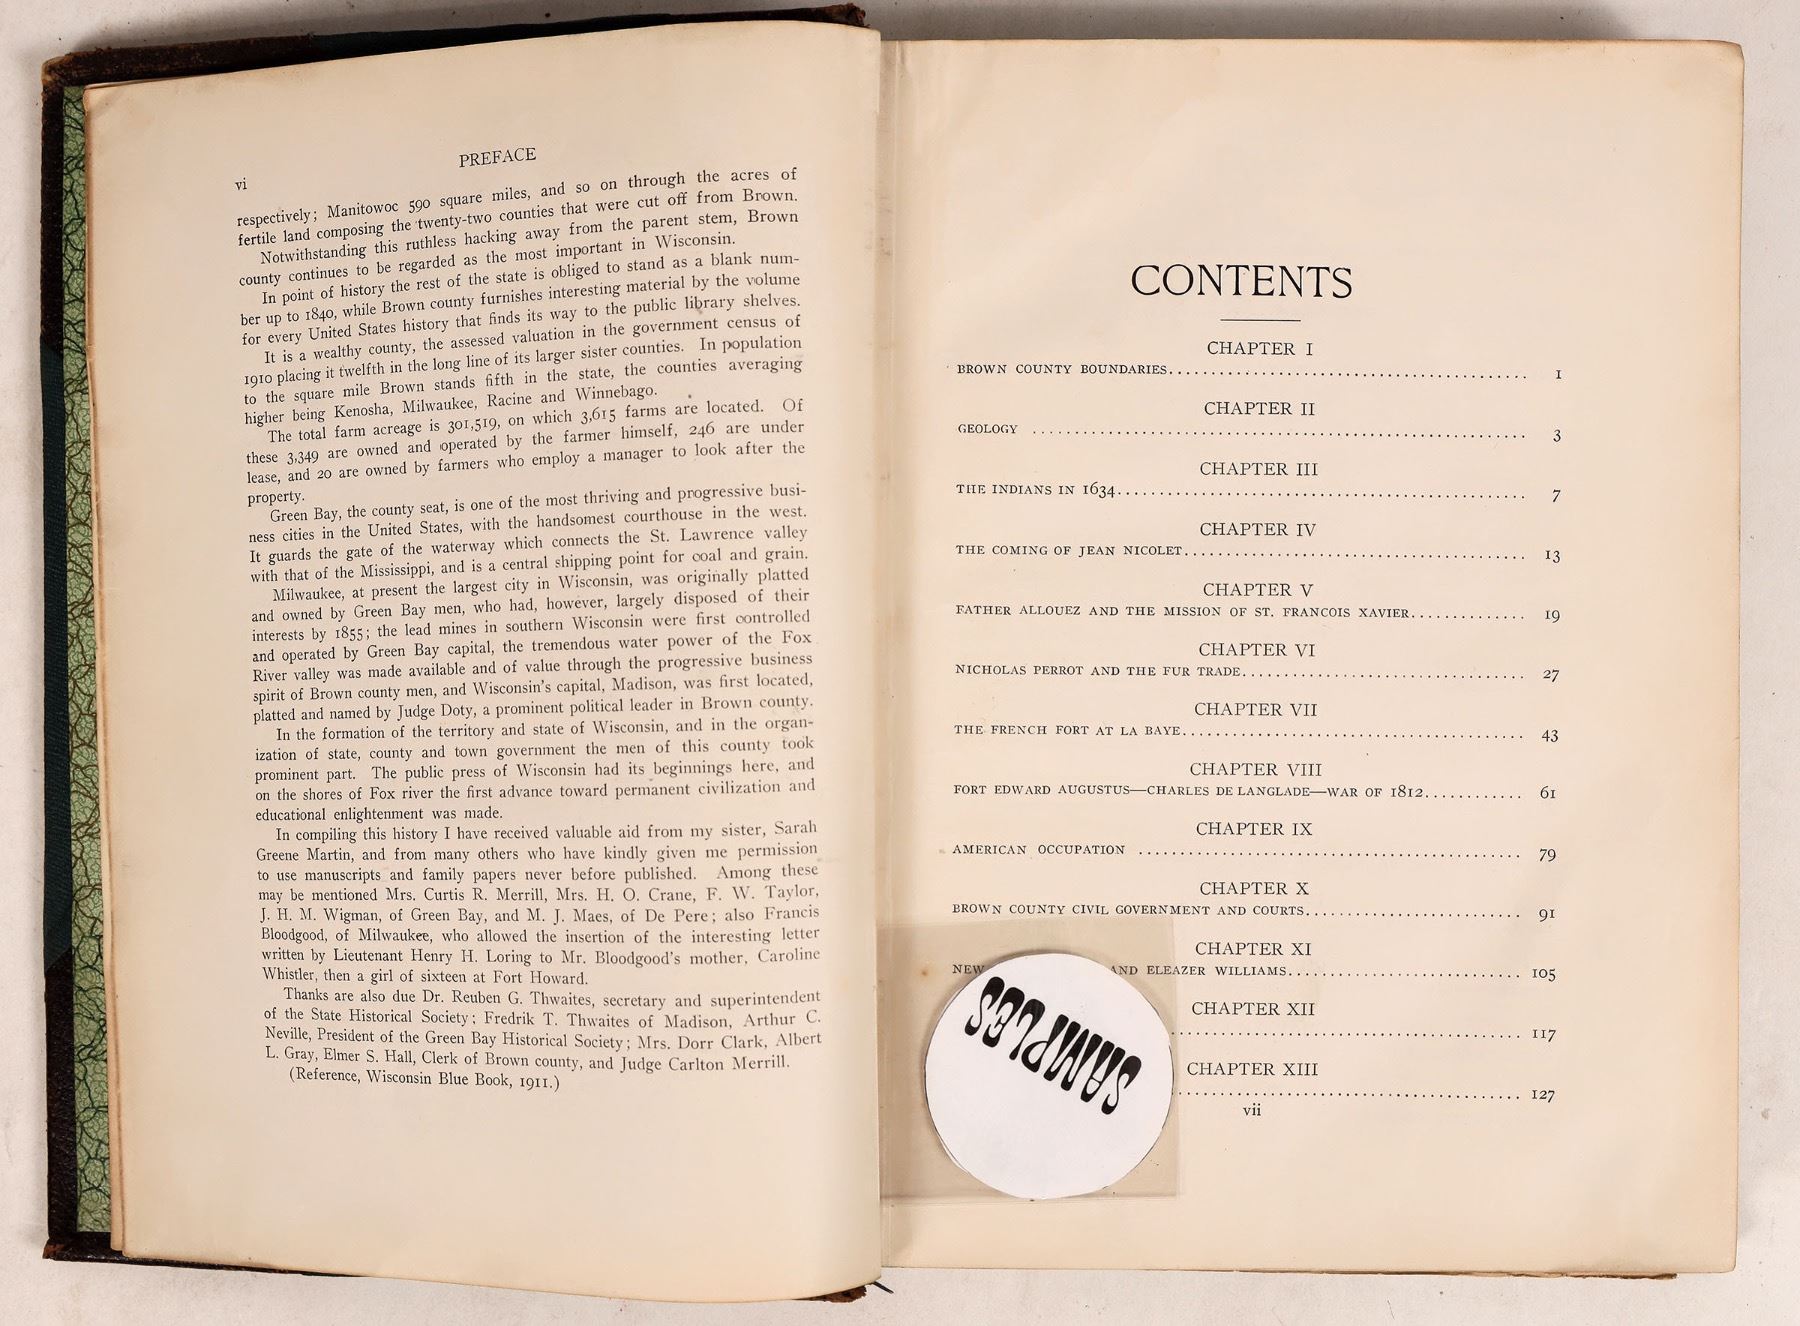 PREFACE
vi
respectively; Manitowoc 590 square miles, and so on through the acres of
fertile land composing the twenty-two counties that were cut off from Brown.
Notwithstanding this ruthless hacking away from the parent stem, Brown
county continues to be regarded as the most important in Wisconsin.
In point of history the rest of the state is obliged to stand as a blank num-
ber up to 1840, while Brown county furnishes interesting material by the volume
for every United States history that finds its way to the public library shelves.
It is a wealthy county, the assessed valuation in the government census of
1910 placing it twelfth in the long line of its larger sister counties. In population
to the square mile Brown stands fifth in the state, the counties averaging
higher being Kenosha, Milwaukee, Racine and Winnebago.
The total farm acreage is 301,519, on which 3,615 farms are located. Of
these 3,349 are owned and operated by the farmer himself, 246 are under
lease, and 20 are owned by farmers who employ a manager to look after the
property.
Green Bay, the county seat, is one of the most thriving and progressive busi-
ness cities in the United States, with the handsomest courthouse in the west.
It guards the gate of the waterway which connects the St. Lawrence valley
with that of the Mississippi, and is a central shipping point for coal and grain.
Milwaukee, at present the largest city in Wisconsin, was originally platted
and owned by Green Bay men, who had, however, largely disposed of their
interests by 1855; the lead mines in southern Wisconsin were first controlled
and operated by Green Bay capital, the tremendous water power of the Fox
River valley was made available and of value through the progressive business
spirit of Brown county men, and Wisconsin's capital, Madison, was first located,
platted and named by Judge Doty, a prominent political leader in Brown county.
In the formation of the territory and state of Wisconsin, and in the organ-
ization of state, county and town government the men of this county took
prominent part. The public press of Wisconsin had its beginnings here, and
on the shores of Fox river the first advance toward permanent civilization and
educational enlightenment was made.
In compiling this history I have received valuable aid from my sister, Sarah
Greene Martin, and from many others who have kindly given me permission
to use manuscripts and family papers never before published. Among these
may be mentioned Mrs. Curtis R. Merrill, Mrs. H. O. Crane, F. W. Taylor,
J. H. M. Wigman, of Green Bay, and M. J. Maes, of De Pere; also Francis
Bloodgood, of Milwaukee, who allowed the insertion of the interesting letter
written by Lieutenant Henry H. Loring to Mr. Bloodgood's mother, Caroline
Whistler, then a girl of sixteen at Fort Howard.
Thanks are also due Dr. Reuben G. Thwaites, secretary and superintendent
of the State Historical Society; Fredrik T. Thwaites of Madison, Arthur C.
Neville, President of the Green Bay Historical Society; Mrs. Dorr Clark, Albert
L. Gray, Elmer S. Hall, Clerk of Brown county, and Judge Carlton Merrill.
(Reference, Wisconsin Blue Book, 1911.)
CONTENTS
CHAPTER I
BROWN COUNTY BOUNDARIES 1
CHAPTER II
GEOLOGY 3
CHAPTER III
THE INDIANS IN 1634 7
CHAPTER IV
THE COMING OF JEAN NICOLET 13
CHAPTER V
FATHER ALLOUEZ AND THE MISSION OF ST. FRANCOIS XAVIER 19
CHAPTER VI
NICHOLAS PERROT AND THE FUR TRADE 27
CHAPTER VII
THE FRENCH FORT AT LA BAYE 43
CHAPTER VIII
FORT EDWARD AUGUSTUS—CHARLES DE LANGLADE—WAR OF 1812 61
CHAPTER IX
AMERICAN OCCUPATION 79
CHAPTER X
BROWN COUNTY CIVIL GOVERNMENT AND COURTS 91
CHAPTER XI
NEW AND ELEAZER WILLIAMS 105
CHAPTER XII
117
CHAPTER XIII
127
vii
SAMPLES